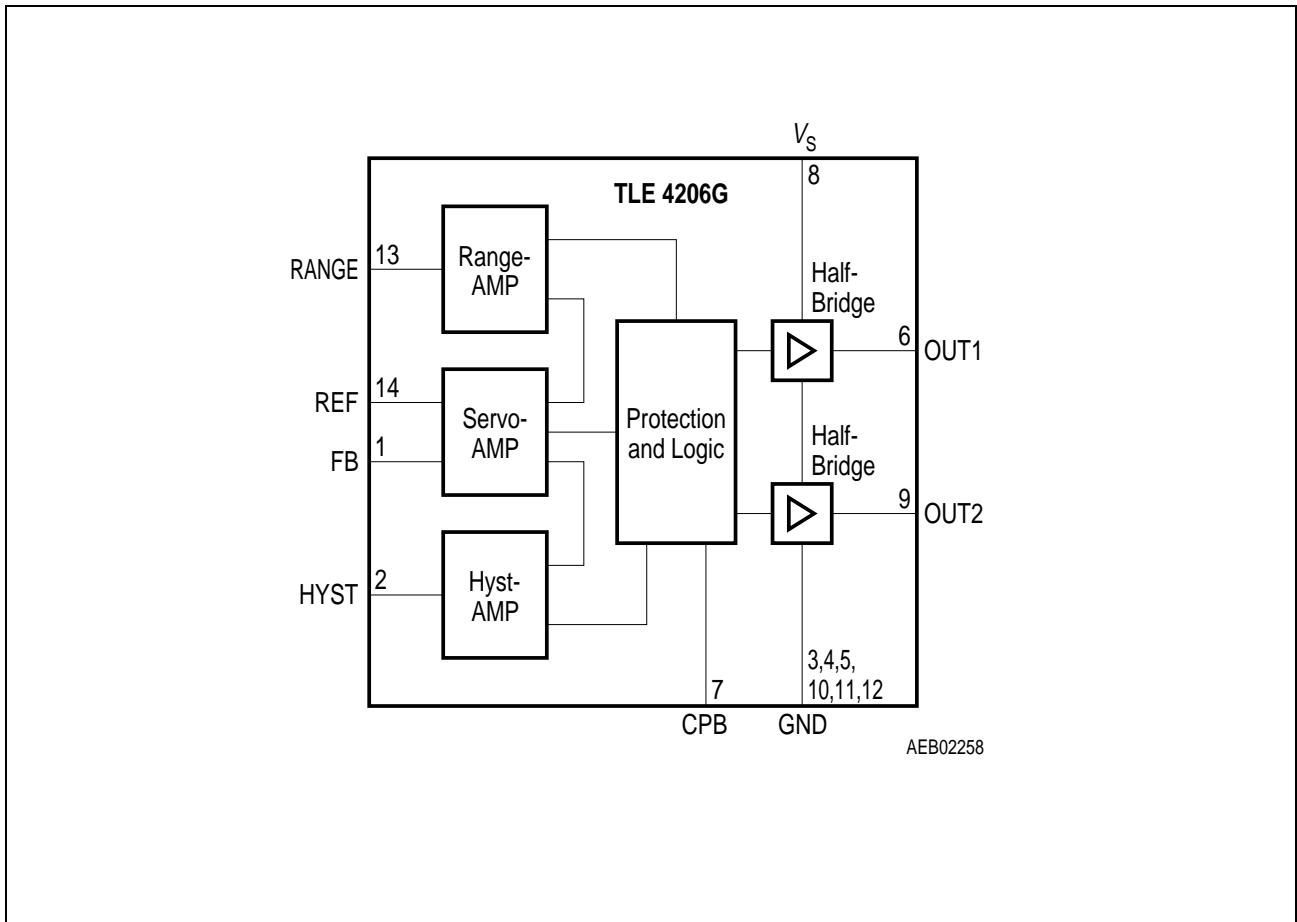 VS
8
TLE 4206G
RANGE
13
Range-
AMP
Half-
Bridge
6
OUT1
REF
14
FB
1
Servo-
AMP
Protection
and Logic
Half-
Bridge
9
OUT2
HYST
2
Hyst-
AMP
3,4,5,
10,11,12
7
CPB
GND
AEB02258